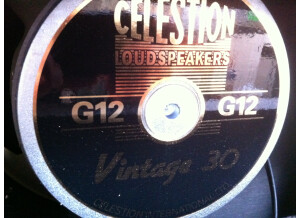 CELESTION
LOUDSPEAKERS
G12 G12
Vintage 30